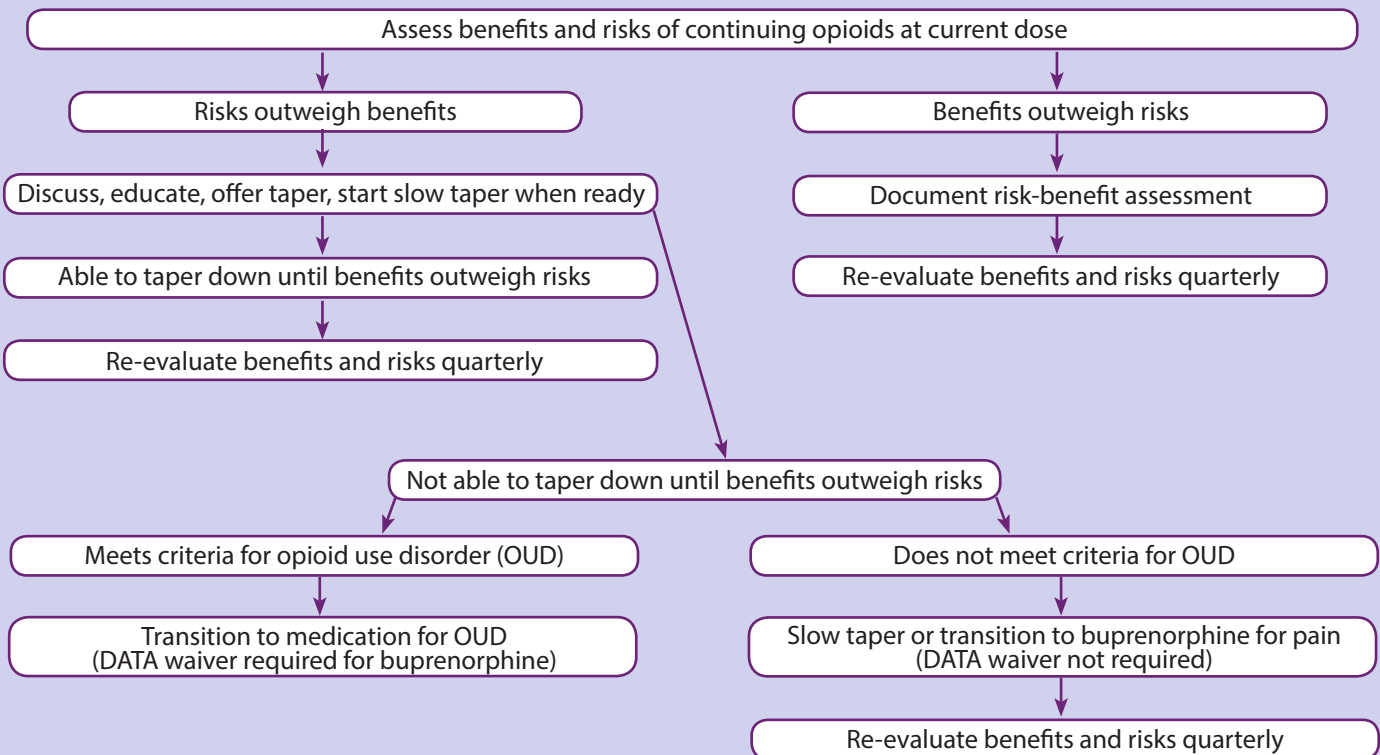 Assess benefits and risks of continuing opioids at current dose
Risks outweigh benefits
Benefits outweigh risks
Discuss, educate, offer taper, start slow taper when ready
Document risk-benefit assessment
Able to taper down until benefits outweigh risks
Re-evaluate benefits and risks quarterly
Re-evaluate benefits and risks quarterly
Not able to taper down until benefits outweigh risks
Meets criteria for opioid use disorder (OUD)
Does not meet criteria for OUD
Transition to medication for OUD
(DATA waiver required for buprenorphine)
Slow taper or transition to buprenorphine for pain
(DATA waiver not required)
Re-evaluate benefits and risks quarterly